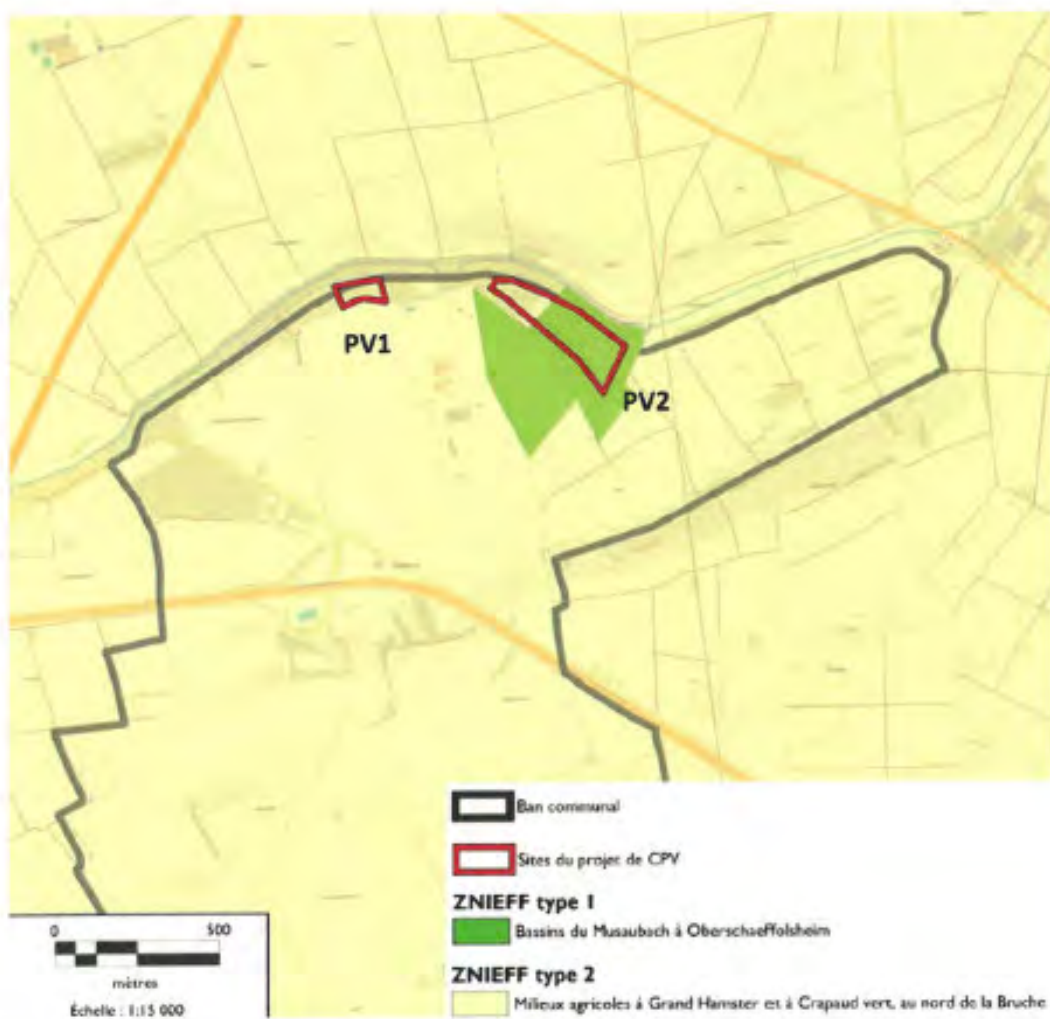 PV1
PV2
Ban communal
Sites du projet de CPV
ZNIEFF type 1
Bassins du Musaubach à Oberschaeffolsheim
ZNIEFF type 2
Milieux agricoles à Grand Hamster et à Crapaud vert, au nord de la Bruche
0 500
mètres
Échelle : 1:15 000